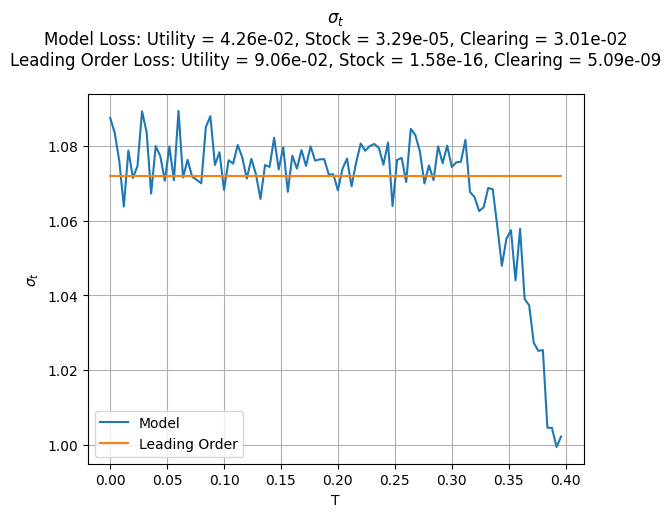 σt
Model Loss: Utility = 4.26e-02, Stock = 3.29e-05, Clearing = 3.01e-02
Leading Order Loss: Utility = 9.06e-02, Stock = 1.58e-16, Clearing = 5.09e-09
1.08
1.06
1.04
1.02
1.00
σt
Model
Leading Order
0.00 0.05 0.10 0.15 0.20 0.25 0.30 0.35 0.40
T